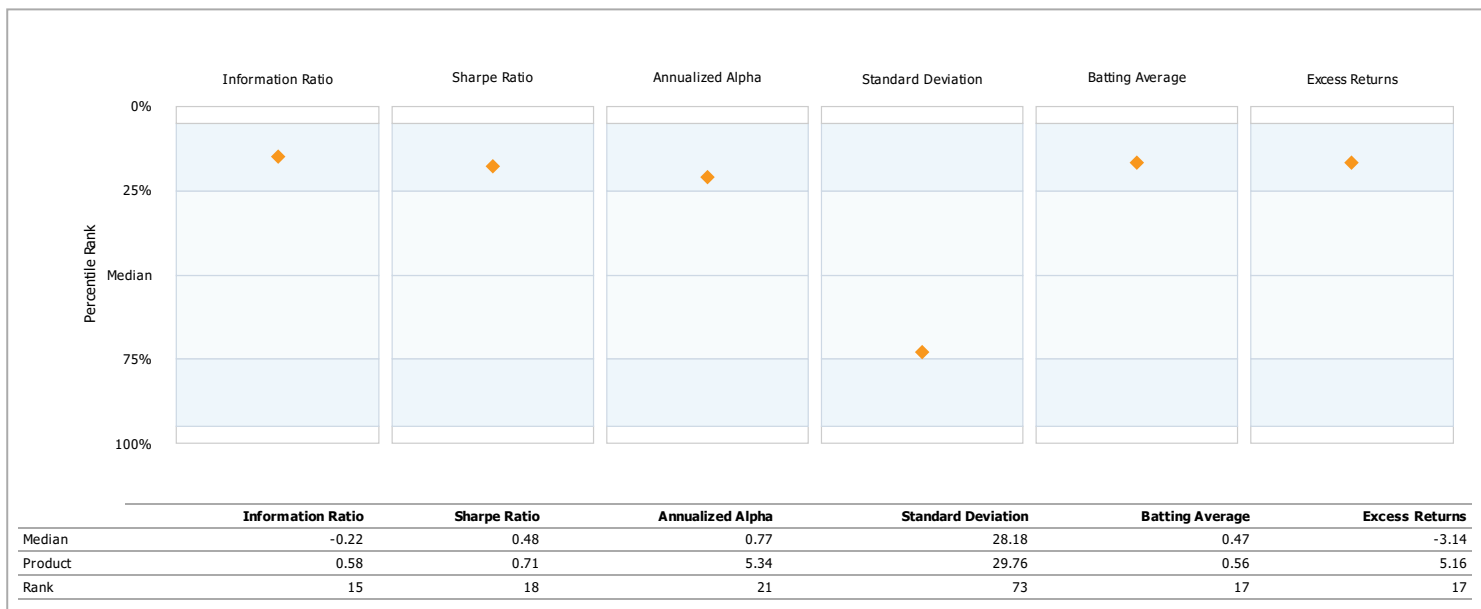 Information Ratio Sharpe Ratio Annualized Alpha Standard Deviation Batting Average Excess Returns
0%
25%
Percentile Rank
Median
75%
100%
Information Ratio Sharpe Ratio Annualized Alpha Standard Deviation Batting Average Excess Returns
Median -0.22 0.48 0.77 28.18 0.47 -3.14
Product 0.58 0.71 5.34 29.76 0.56 5.16
Rank 15 18 21 73 17 17